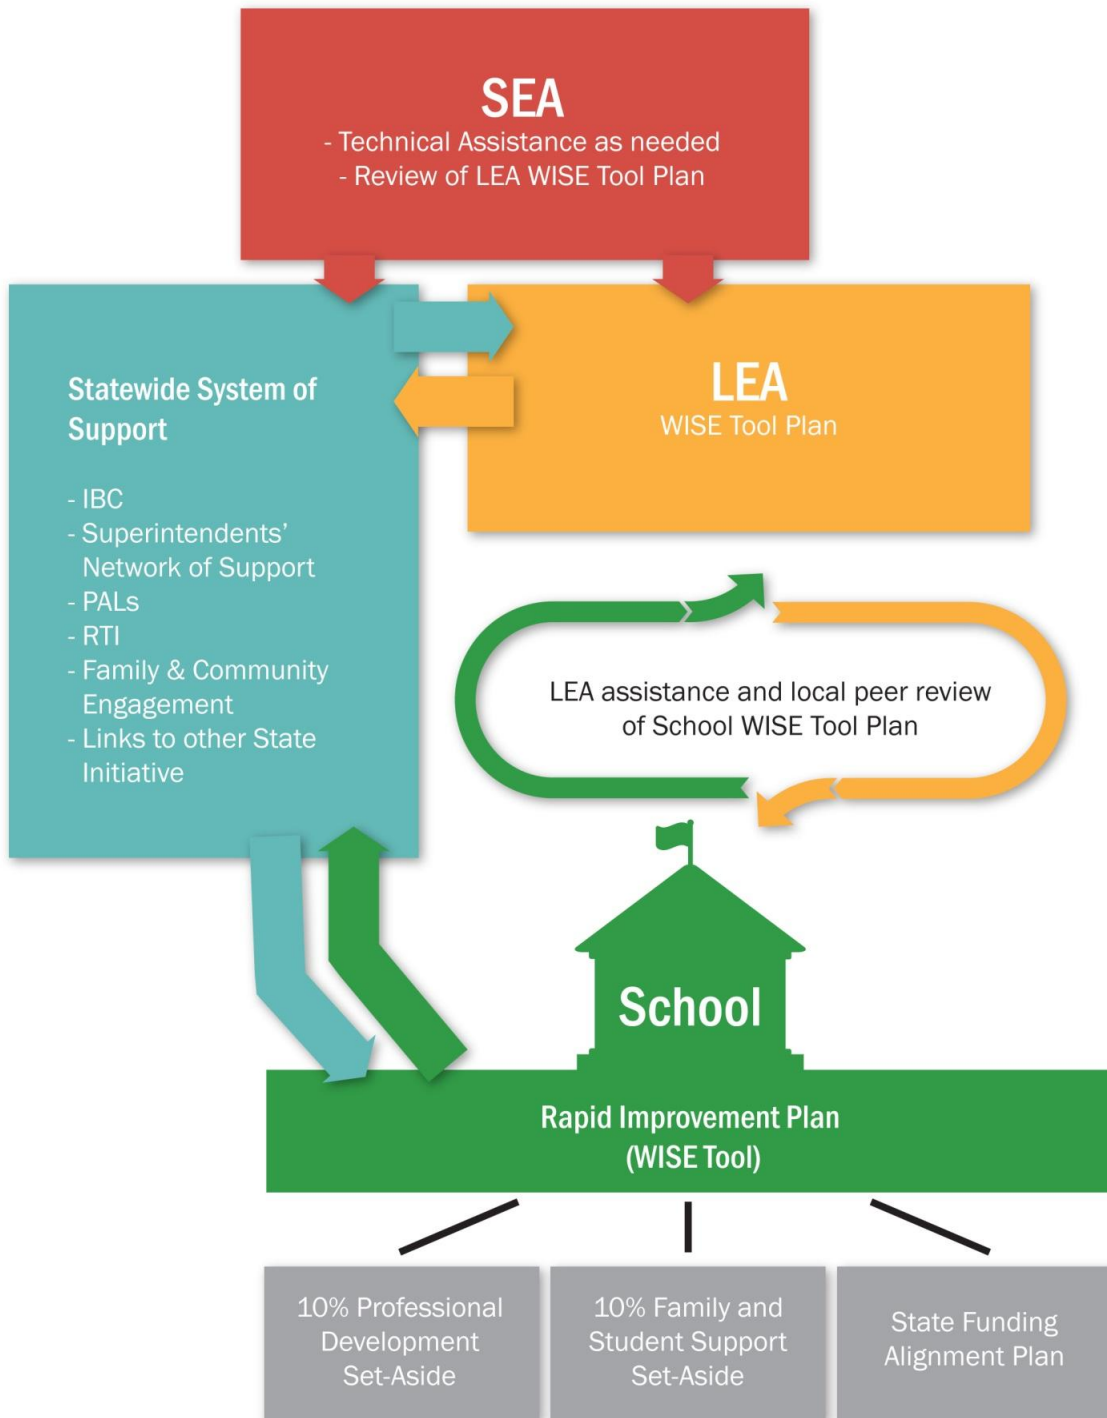 SEA
- Technical Assistance as needed
- Review of LEA WISE Tool Plan
Statewide System of
Support
- IBC
- Superintendents'
Network of Support
- PALs
- RTI
- Family & Community
Engagement
- Links to other State
Initiative
LEA
WISE Tool Plan
LEA assistance and local peer review
of School WISE Tool Plan
School
Rapid Improvement Plan
(WISE Tool)
10% Professional
Development
Set-Aside
10% Family and
Student Support
Set-Aside
State Funding
Alignment Plan